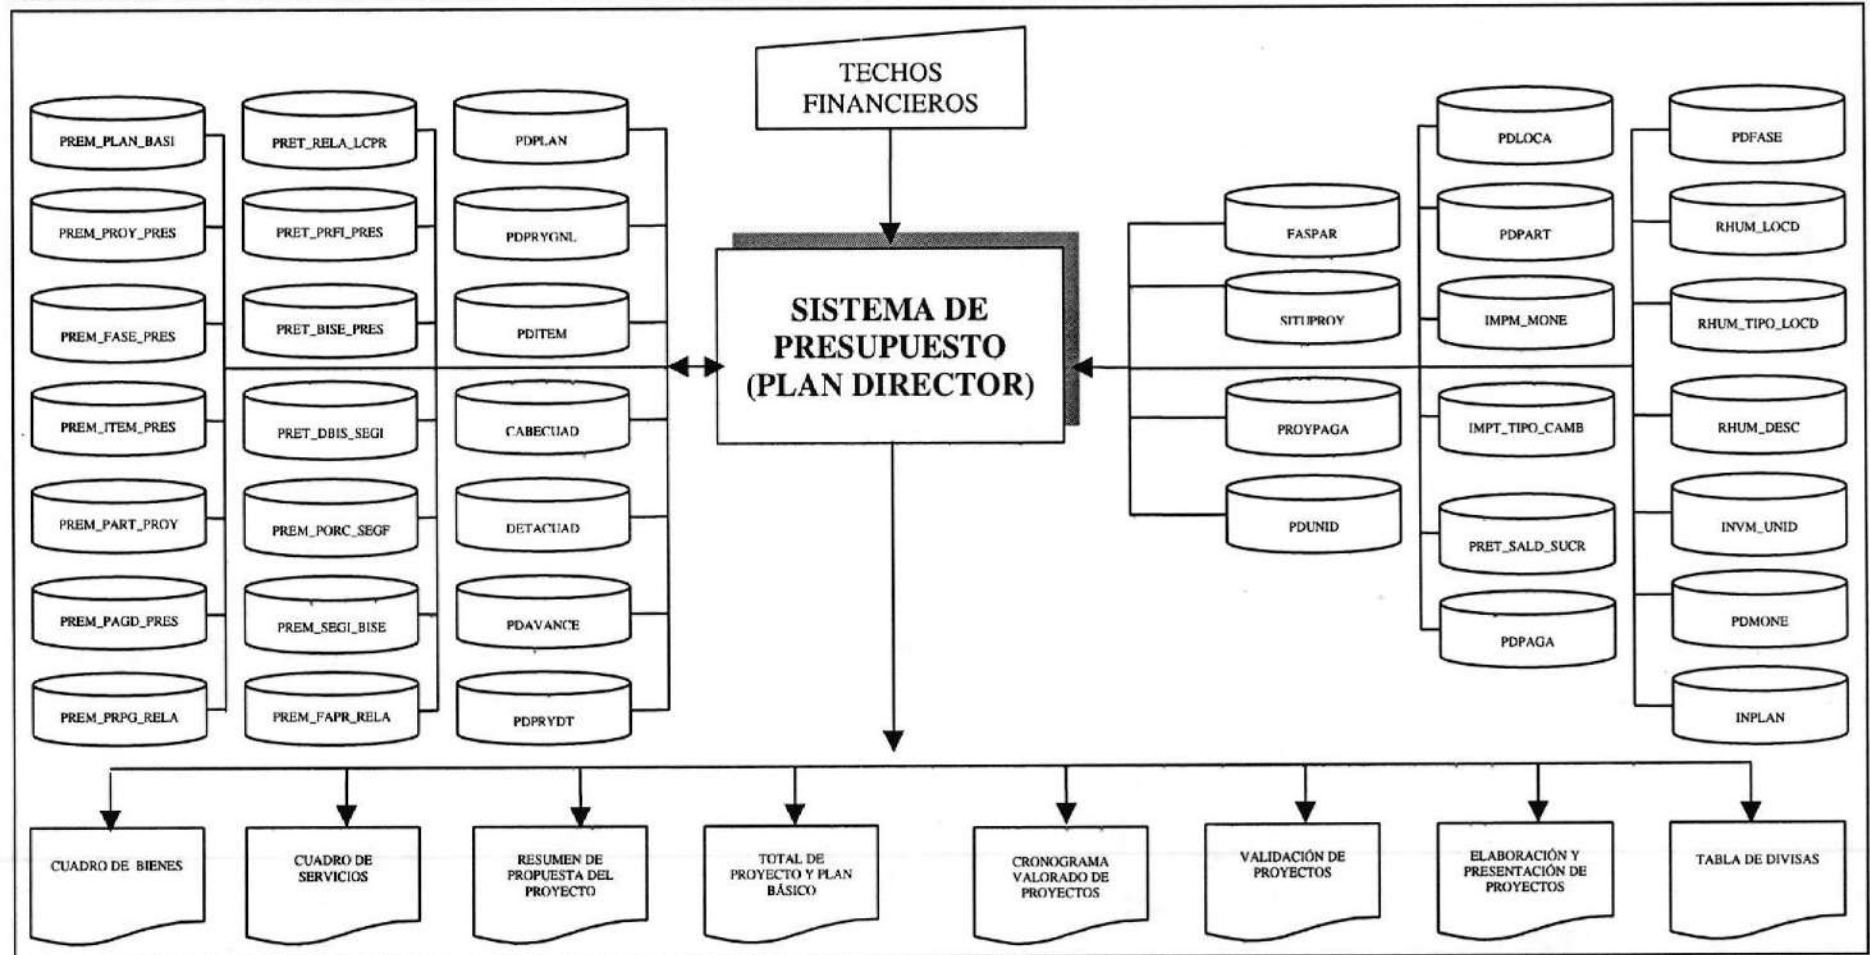 TECHOS
FINANCIEROS
PREM_PLAN_BASI
PREM_PROY_PRES
PREM_FASE_PRES
PREM_ITEM_PRES
PREM_PART_PROY
PREM_PAGD_PRES
PREM_PRPG_RELA
PRET_RELA_LCPR
PRET_PRFI_PRES
PRET_BISE_PRES
PRET_DBIS_SEGI
PREM_PORC_SEGF
PREM_SEGI_BISE
PREM_FAPR_RELA
PDPLAN
PDPRYGNL
PDITEM
CABECUAD
DETACUAD
PDAVANCE
PDPRYDT
SISTEMA DE
PRESUPUESTO
(PLAN DIRECTOR)
FASPAR
SITUPROY
PROYPAGA
PDUNID
PDLOCA
PDPART
IMPM_MONE
IMPT_TIPO_CAMB
PRET_SALD_SUCR
PDPAGA
PDFASE
RHUM_LOCD
RHUM_TIPO_LOCD
RHUM_DESC
INVM_UNID
PDMONE
INPLAN
CUADRO DE BIENES
CUADRO DE
SERVICIOS
RESUMEN DE
PROPUESTA DEL
PROYECTO
TOTAL DE
PROYECTO Y PLAN
BÁSICO
CRONOGRAMA
VALORADO DE
PROYECTOS
VALIDACIÓN DE
PROYECTOS
ELABORACIÓN Y
PRESENTACIÓN DE
PROYECTOS
TABLA DE DIVISAS